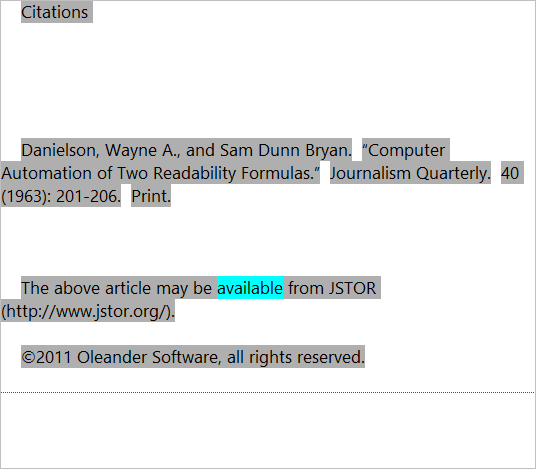 Citations
Danielson, Wayne A., and Sam Dunn Bryan.  “Computer
Automation of Two Readability Formulas.”  Journalism Quarterly.  40
(1963): 201-206.  Print.
The above article may be available from JSTOR
(http://www.jstor.org/).
©2011 Oleander Software, all rights reserved.